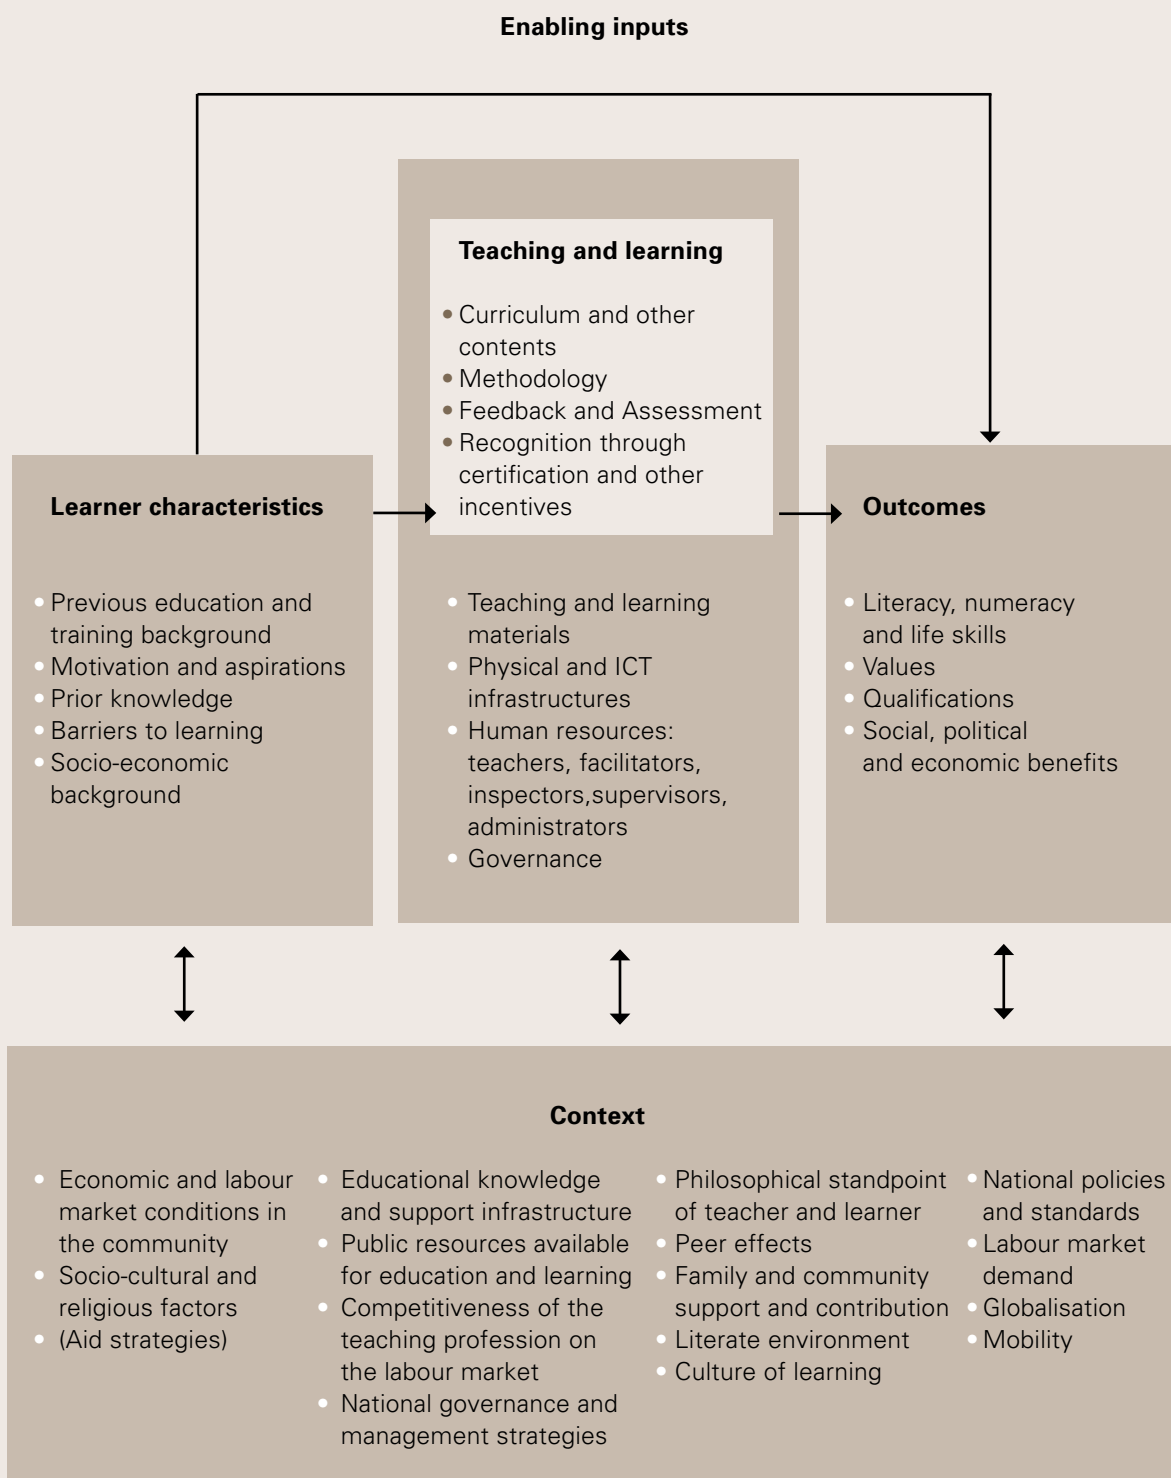 Enabling inputs
Teaching and learning
• Curriculum and other
contents
• Methodology
• Feedback and Assessment
• Recognition through
certification and other
incentives
Learner characteristics
• Previous education and
training background
• Motivation and aspirations
• Prior knowledge
• Barriers to learning
• Socio-economic
background
• Teaching and learning
materials
• Physical and ICT
infrastructures
• Human resources:
teachers, facilitators,
inspectors,supervisors,
administrators
• Governance
Outcomes
• Literacy, numeracy
and life skills
• Values
• Qualifications
• Social, political
and economic benefits
Context
• Economic and labour
market conditions in
the community
• Socio-cultural and
religious factors
• (Aid strategies)
• Educational knowledge
and support infrastructure
• Public resources available
for education and learning
• Competitiveness of the
teaching profession on
the labour market
• National governance and
management strategies
• Philosophical standpoint
of teacher and learner
• Peer effects
• Family and community
support and contribution
• Literate environment
• Culture of learning
• National policies
and standards
• Labour market
demand
• Globalisation
• Mobility